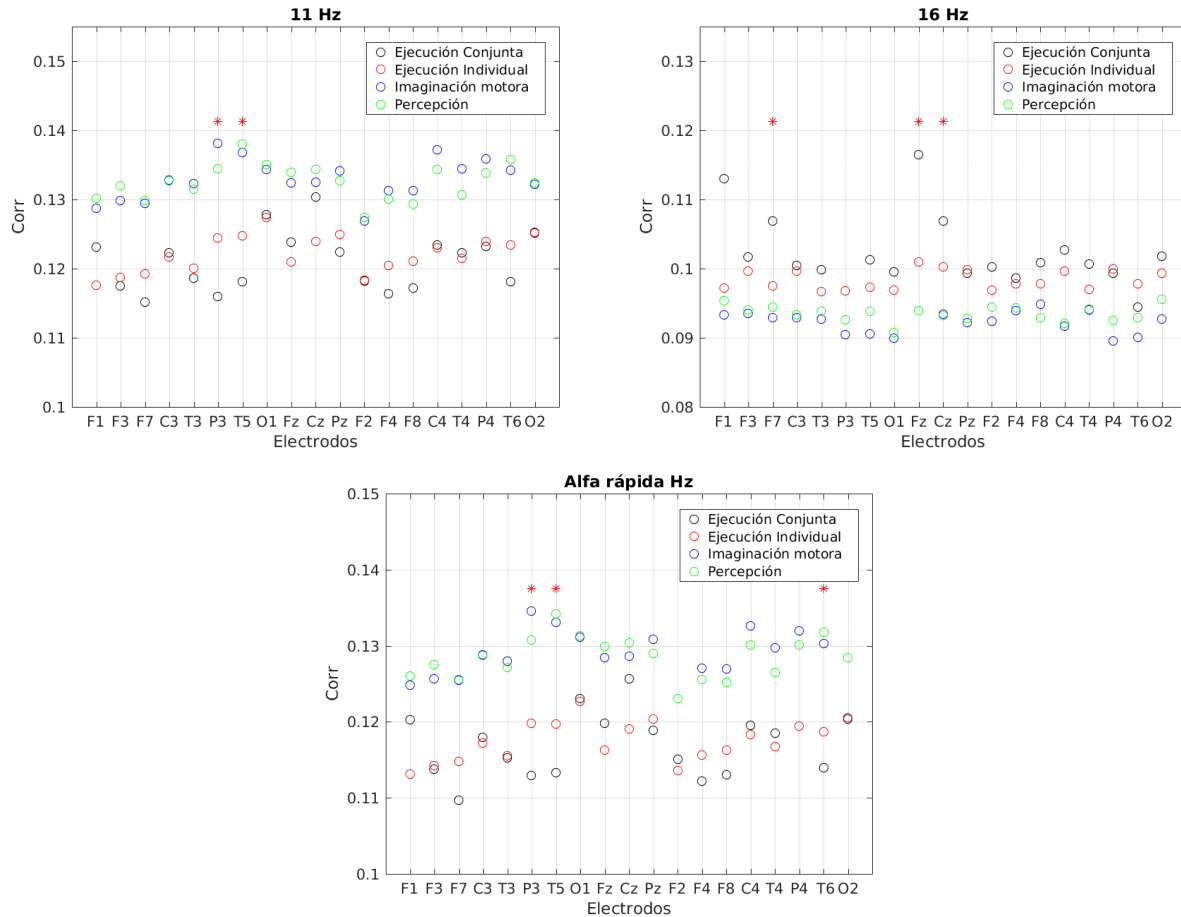 11 Hz
0.15
0.14
0.13
0.12
0.11
0.1
Corr
Ejecución Conjunta
Ejecución Individual
Imaginación motora
Percepción
* *
F1 F3 F7 C3 T3 P3 T5 O1 Fz Cz Pz F2 F4 F8 C4 T4 P4 T6 O2
Electrodos
16 Hz
0.13
0.12
0.11
0.1
0.09
0.08
Corr
Ejecución Conjunta
Ejecución Individual
Imaginación motora
Percepción
* * *
F1 F3 F7 C3 T3 P3 T5 O1 Fz Cz Pz F2 F4 F8 C4 T4 P4 T6 O2
Electrodos
Alfa rápida Hz
0.15
0.14
0.13
0.12
0.11
0.1
Corr
Ejecución Conjunta
Ejecución Individual
Imaginación motora
Percepción
* * *
F1 F3 F7 C3 T3 P3 T5 O1 Fz Cz Pz F2 F4 F8 C4 T4 P4 T6 O2
Electrodos